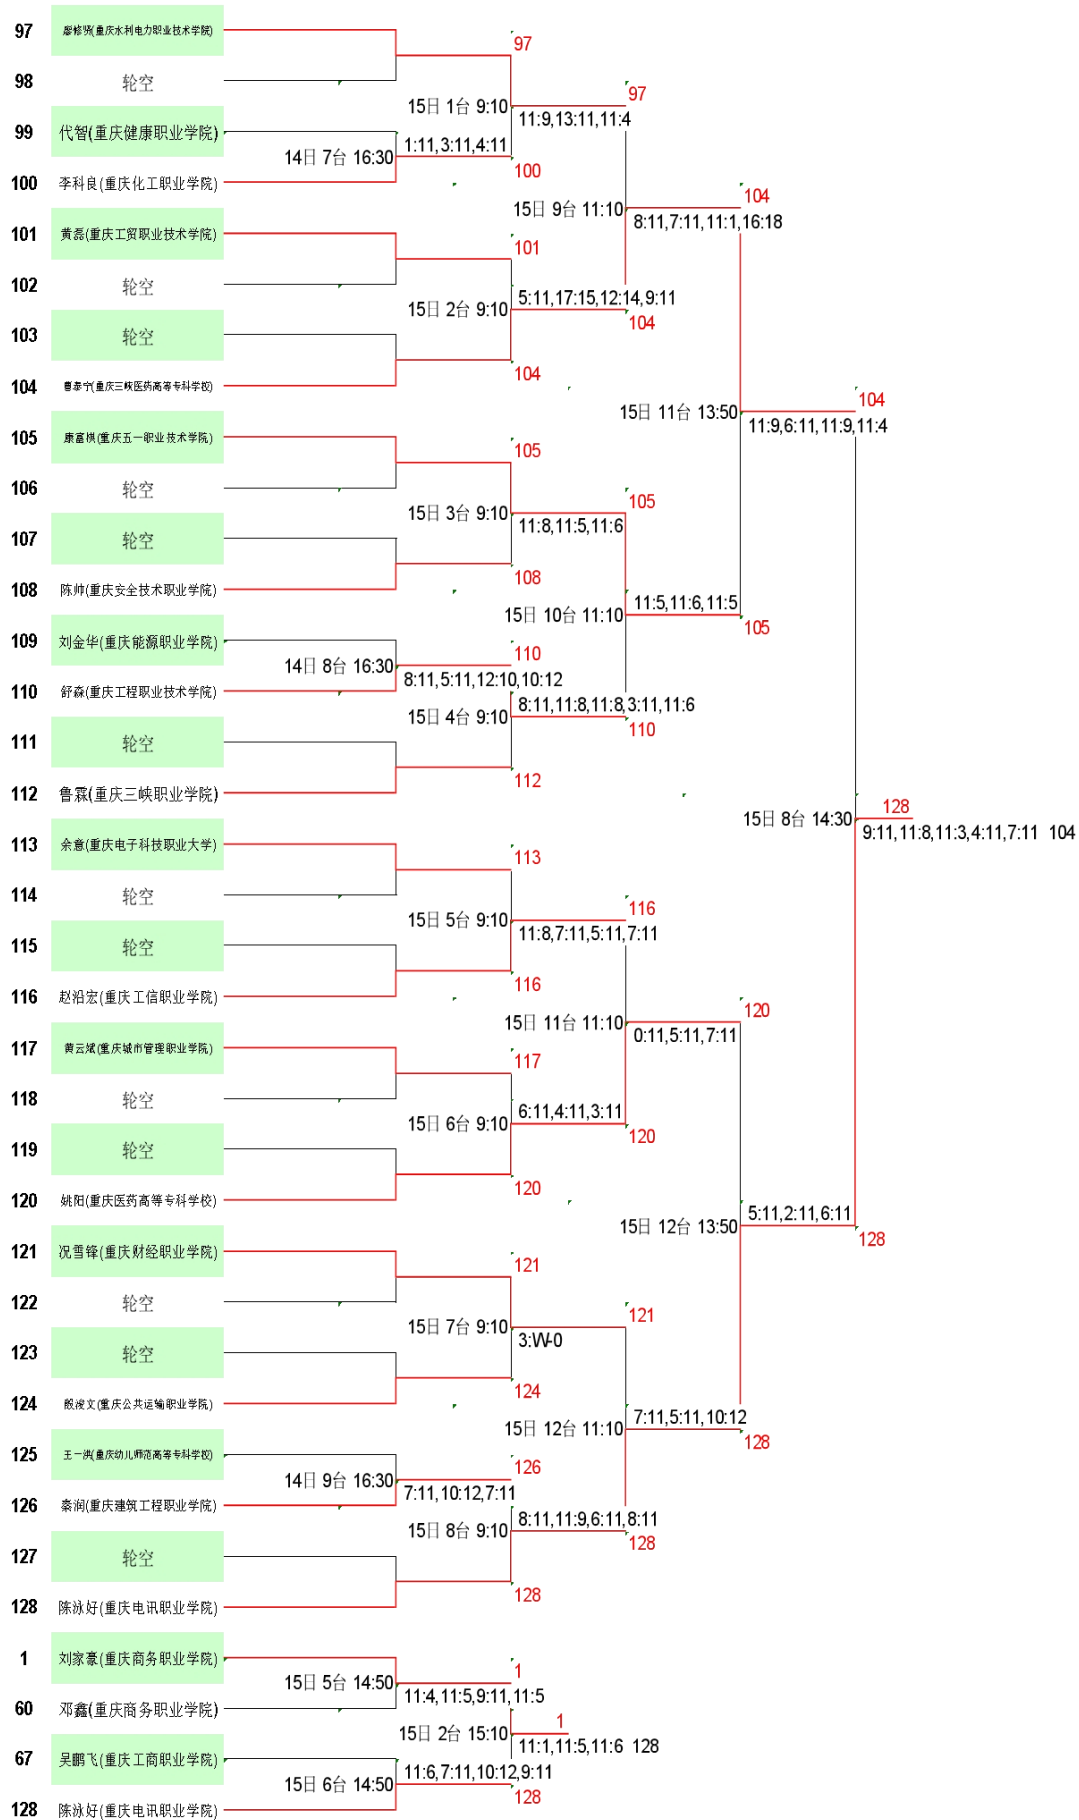 97 廖修贤(重庆水利电力职业技术学院)
97
98 轮空
15日 1台 9:10
97
11:9,13:11,11:4
99 代智(重庆健康职业学院)
14日 7台 16:30
1:11,3:11,4:11
100
100 李科良(重庆化工职业学院)
15日 9台 11:10
104
8:11,7:11,11:1,16:18
101 黄磊(重庆工贸职业技术学院)
101
102 轮空
15日 2台 9:10
5:11,17:15,12:14,9:11
104
103 轮空
104
104 曹泰宁(重庆三峡医药高等专科学校)
15日 11台 13:50
104
11:9,6:11,11:9,11:4
105 康富棋(重庆五一职业技术学院)
105
106 轮空
15日 3台 9:10
105
11:8,11:5,11:6
107 轮空
108
108 陈帅(重庆安全技术职业学院)
15日 10台 11:10
11:5,11:6,11:5
105
109 刘金华(重庆能源职业学院)
14日 8台 16:30
110
8:11,5:11,12:10,10:12
110 舒淼(重庆工程职业技术学院)
15日 4台 9:10
8:11,11:8,11:8,3:11,11:6
110
111 轮空
112
112 鲁霖(重庆三峡职业学院)
15日 8台 14:30
128
9:11,11:8,11:3,4:11,7:11 104
113 余意(重庆电子科技职业大学)
113
114 轮空
15日 5台 9:10
116
11:8,7:11,5:11,7:11
115 轮空
116
116 赵沿宏(重庆工信职业学院)
15日 11台 11:10
120
0:11,5:11,7:11
117 黄云斌(重庆城市管理职业学院)
117
118 轮空
15日 6台 9:10
6:11,4:11,3:11
120
119 轮空
120
120 姚阳(重庆医药高等专科学校)
15日 12台 13:50
5:11,2:11,6:11
128
121 况雪锋(重庆财经职业学院)
121
122 轮空
15日 7台 9:10
121
3:W-0
123 轮空
124
124 殷浚文(重庆公共运输职业学院)
15日 12台 11:10
7:11,5:11,10:12
128
125 王一洪(重庆幼儿师范高等专科学校)
14日 9台 16:30
126
7:11,10:12,7:11
126 秦润(重庆建筑工程职业学院)
15日 8台 9:10
8:11,11:9,6:11,8:11
128
127 轮空
128
128 陈泳好(重庆电讯职业学院)
1 刘家豪(重庆商务职业学院)
15日 5台 14:50
1
11:4,11:5,9:11,11:5
60 邓鑫(重庆商务职业学院)
15日 2台 15:10
1
11:1,11:5,11:6 128
67 吴鹏飞(重庆工商职业学院)
15日 6台 14:50
11:6,7:11,10:12,9:11
128
128 陈泳好(重庆电讯职业学院)